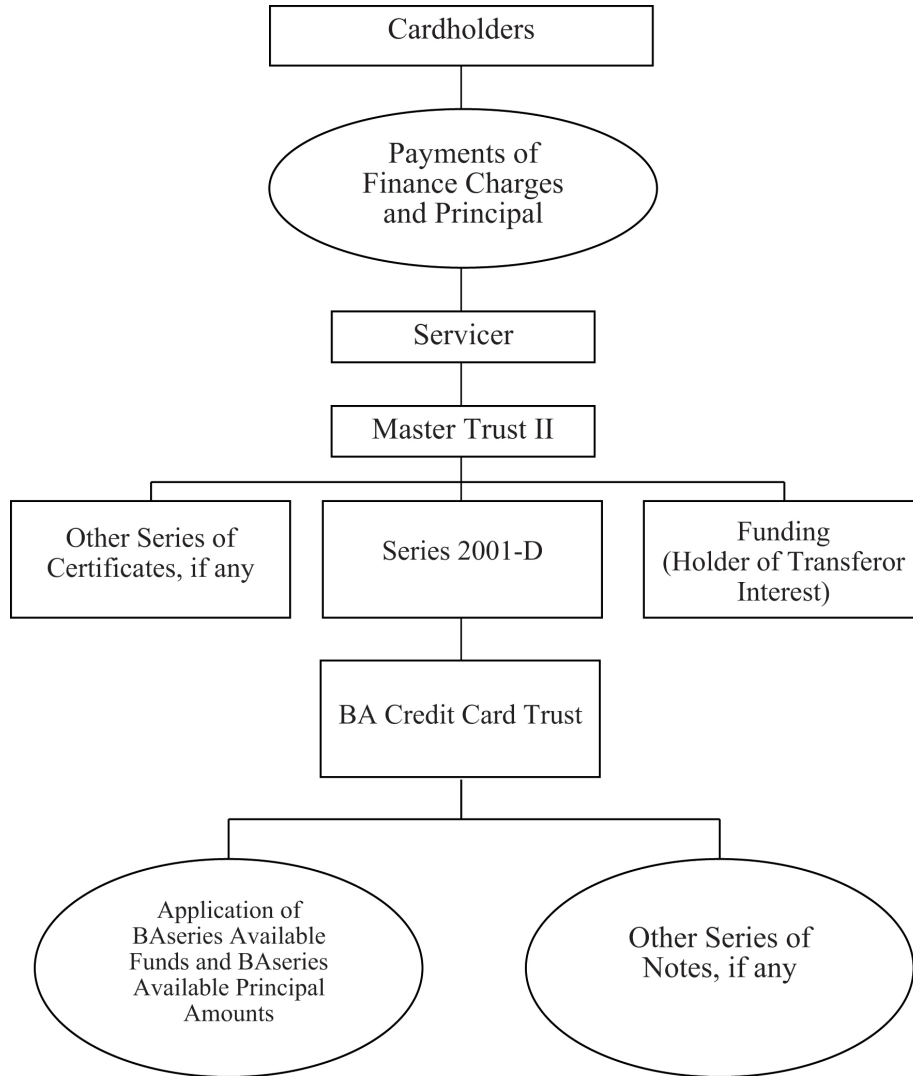 Cardholders
Payments of
Finance Charges
and Principal
Servicer
Master Trust II
Other Series of
Certificates, if any
Series 2001-D
Funding
(Holder of Transferor
Interest)
BA Credit Card Trust
Application of
BAseries Available
Funds and BAseries
Available Principal
Amounts
Other Series of
Notes, if any